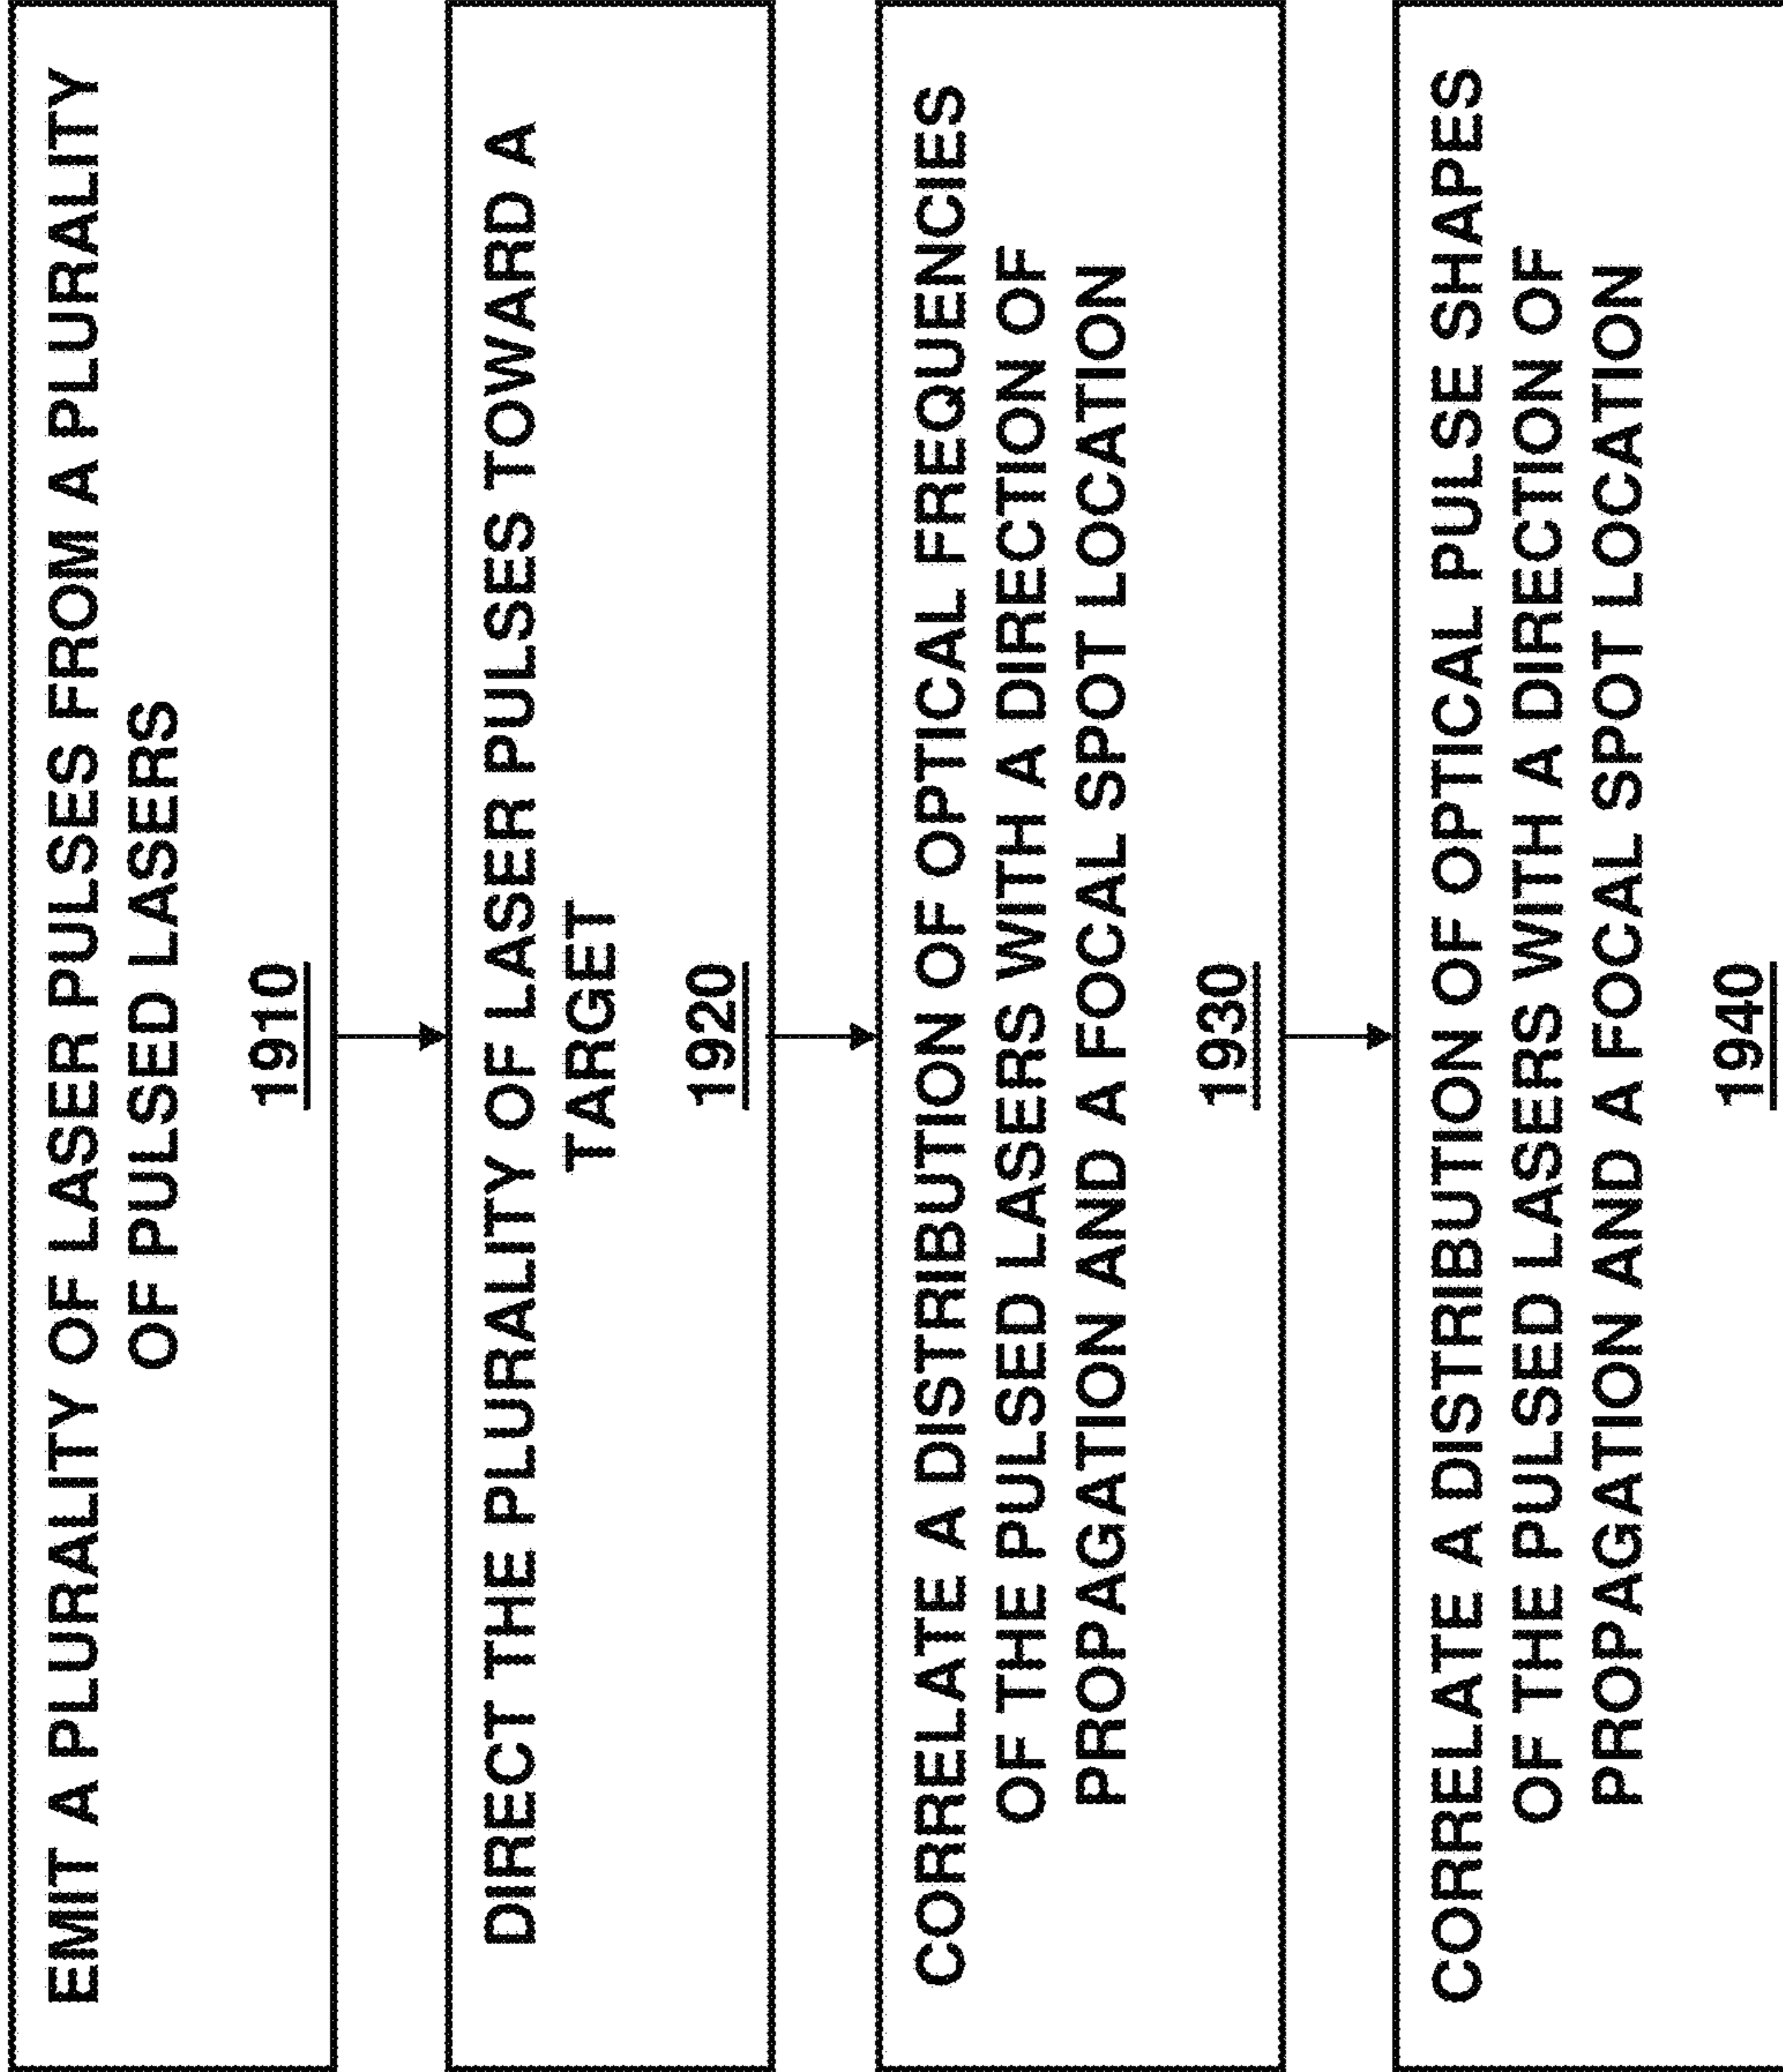 EMIT A PLURALITY OF LASER PULSES FROM A PLURALITY
OF PULSED LASERS
1910
DIRECT THE PLURALITY OF LASER PULSES TOWARD A
TARGET
1920
CORRELATE A DISTRIBUTION OF OPTICAL FREQUENCIES
OF THE PULSED LASERS WITH A DIRECTION OF
PROPAGATION AND A FOCAL SPOT LOCATION
1930
CORRELATE A DISTRIBUTION OF OPTICAL PULSE SHAPES
OF THE PULSED LASERS WITH A DIRECTION OF
PROPAGATION AND A FOCAL SPOT LOCATION
1940